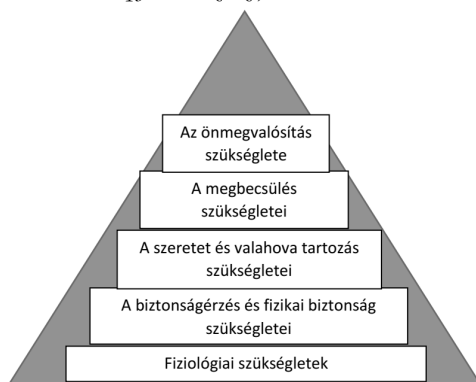 Az önmegvalósítás
szükséglete
A megbecsülés
szükségletei
A szeretet és valahova tartozás
szükségletei
A biztonságérzés és fizikai biztonság
szükségletei
Fiziológiai szükségletek